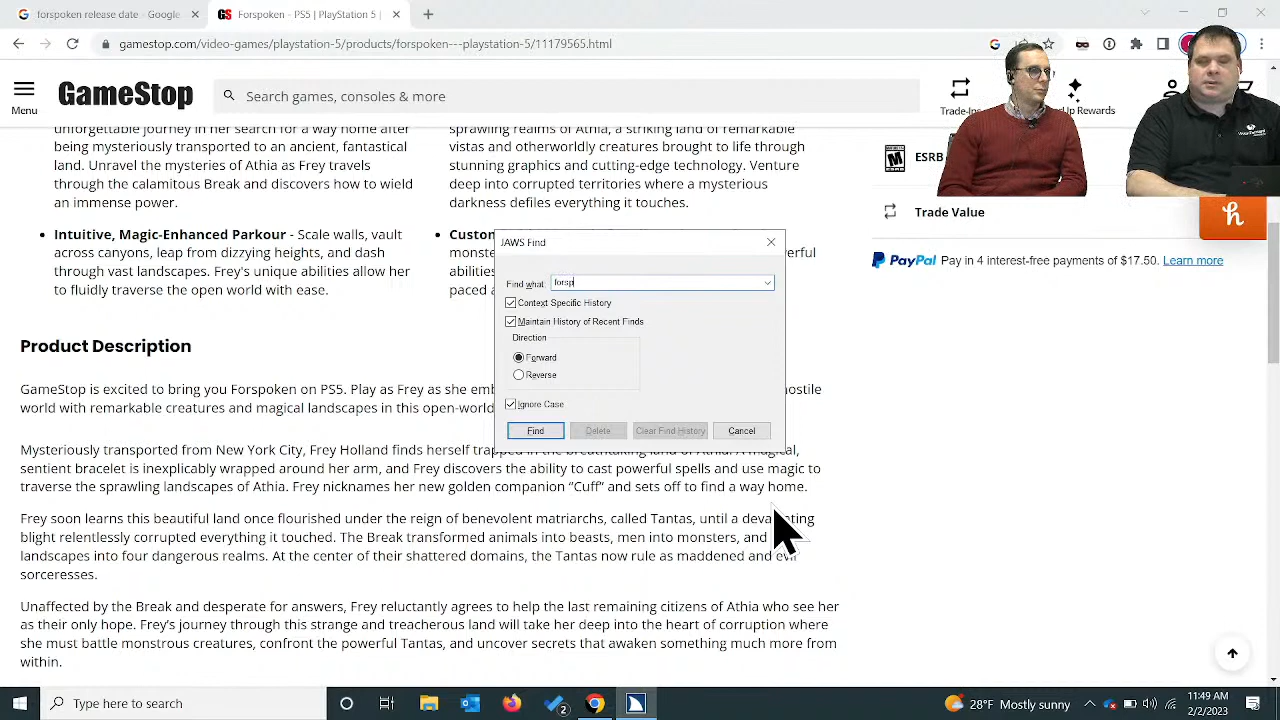 forspoken release date - Google
Forspoken - PS5 | PlayStation 5 |
gamestop.com/video-games/playstation-5/products/forspoken---playstation-5/11179565.html
Menu
GameStop
Search games, consoles & more
Trade-Ins
Up Rewards
unforgettable journey in her search for a way home after
being mysteriously transported to an ancient, fantastical
land. Unravel the mysteries of Athia as Frey travels
through the calamitous Break and discovers how to wield
an immense power.
sprawling realms of Athia, a striking land of remarkable
vistas and otherworldly creatures brought to life through
stunning graphics and cutting-edge technology. Venture
deep into corrupted territories where a mysterious
darkness defiles everything it touches.
ESRB
Trade Value
PayPal Pay in 4 interest-free payments of $17.50. Learn more
Intuitive, Magic-Enhanced Parkour - Scale walls, vault
across canyons, leap from dizzying heights, and dash
through vast landscapes. Frey's unique abilities allow her
to fluidly traverse the open world with ease.
JAWS Find
Find what:
forsp
Context Specific History
Maintain History of Recent Finds
Direction
Forward
Reverse
Ignore Case
Find
Delete
Clear Find History
Cancel
Product Description
GameStop is excited to bring you Forspoken on PS5. Play as Frey as she
world with remarkable creatures and magical landscapes in this open-world
Mysteriously transported from New York City, Frey Holland finds herself trapped in the breathtaking land of Athia. A magical,
sentient bracelet is inexplicably wrapped around her arm, and Frey discovers the ability to cast powerful spells and use magic to
traverse the sprawling landscapes of Athia. Frey nicknames her new golden companion “Cuff” and sets off to find a way home.
Frey soon learns this beautiful land once flourished under the reign of benevolent matriarchs, called Tantas, until a devastating
blight relentlessly corrupted everything it touched. The Break transformed animals into beasts, men into monsters, and
landscapes into four dangerous realms. At the center of their shattered domains, the Tantas now rule as maddened and evil
sorceresses.
Unaffected by the Break and desperate for answers, Frey reluctantly agrees to help the last remaining citizens of Athia who see her
as their only hope. Frey’s journey through this strange and treacherous land will take her deep into the heart of corruption where
she must battle monstrous creatures, confront the powerful Tantas, and uncover secrets that awaken something much more from
within.
Type here to search
2
28°F Mostly sunny
11:49 AM
2/2/2023